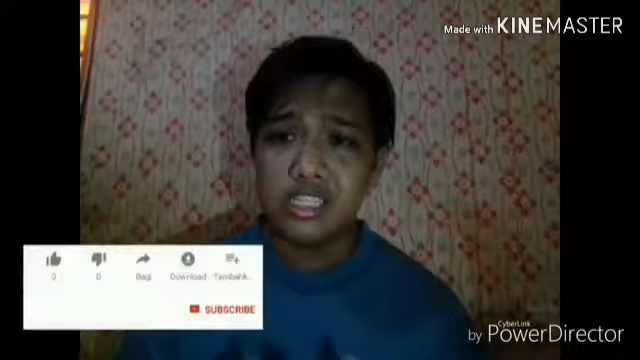 Made with KINEMASTER
0 0 Bagi Download Tambahk..
SUBSCRIBE
CyberLink
by PowerDirector